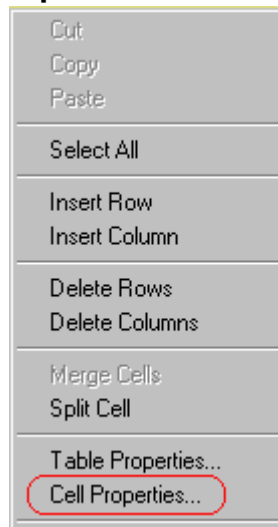 Cut
Copy
Paste
Select All
Insert Row
Insert Column
Delete Rows
Delete Columns
Merge Cells
Split Cell
Table Properties...
Cell Properties...